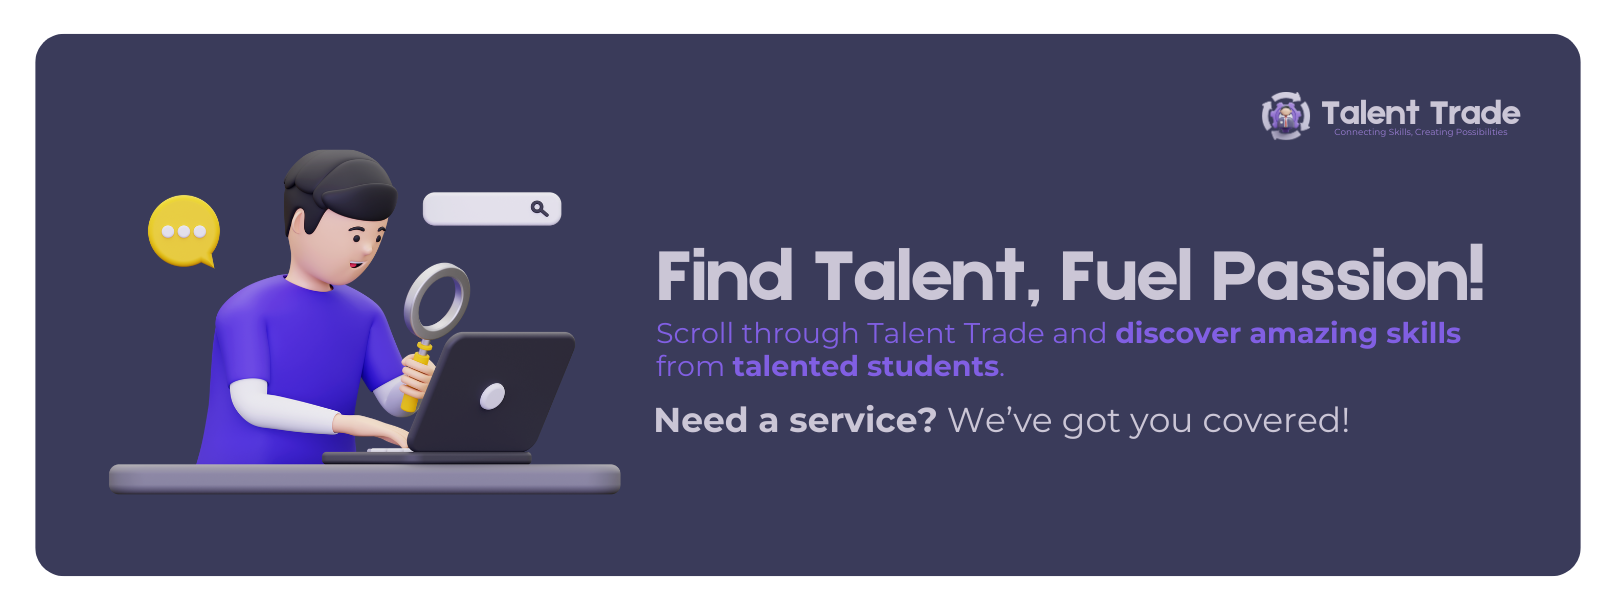 Talent Trade
Connecting Skills, Creating Possibilities
Find Talent, Fuel Passion!
Scroll through Talent Trade and discover amazing skills
from talented students.
Need a service? We’ve got you covered!